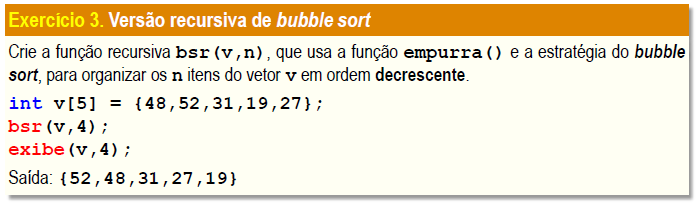 Exercício 3. Versão recursiva de bubble sort
Crie a função recursiva bsr(v,n), que usa a função empurra() e a estratégia do bubble
sort, para organizar os n itens do vetor v em ordem decrescente.
int v[5] = {48,52,31,19,27};
bsr(v,4);
exibe(v,4);
Saída: {52,48,31,27,19}